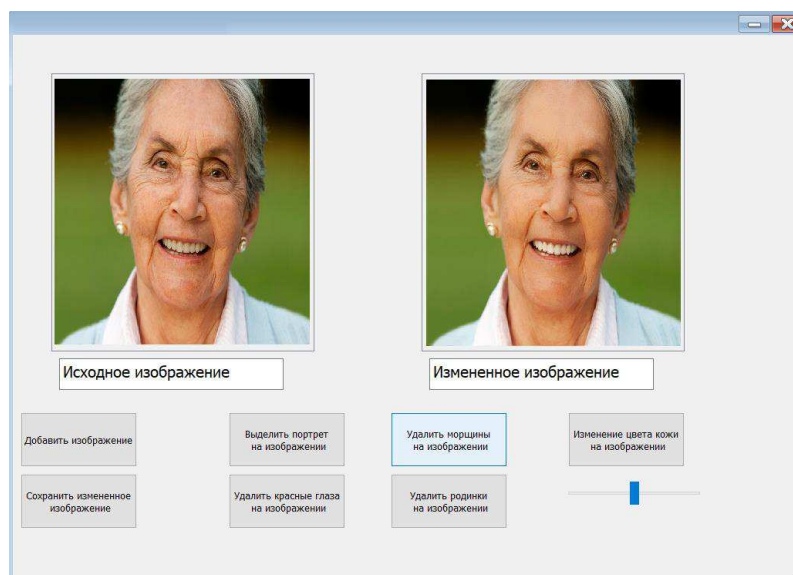 Исходное изображение
Измененное изображение
Добавить изображение
Выделить портрет
на изображении
Удалить морщины
на изображении
Изменение цвета кожи
на изображении
Сохранить измененное
изображение
Удалить красные глаза
на изображении
Удалить родинки
на изображении